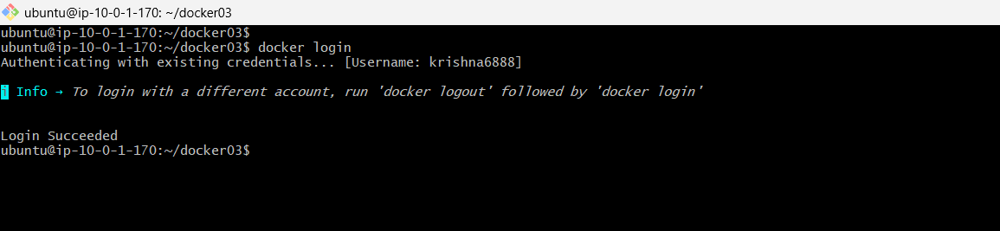 ubuntu@ip-10-0-1-170: ~/docker03
ubuntu@ip-10-0-1-170:~/docker03$
ubuntu@ip-10-0-1-170:~/docker03$ docker login
Authenticating with existing credentials... [Username: krishna6888]
i Info → To login with a different account, run 'docker logout' followed by 'docker login'
Login Succeeded
ubuntu@ip-10-0-1-170:~/docker03$